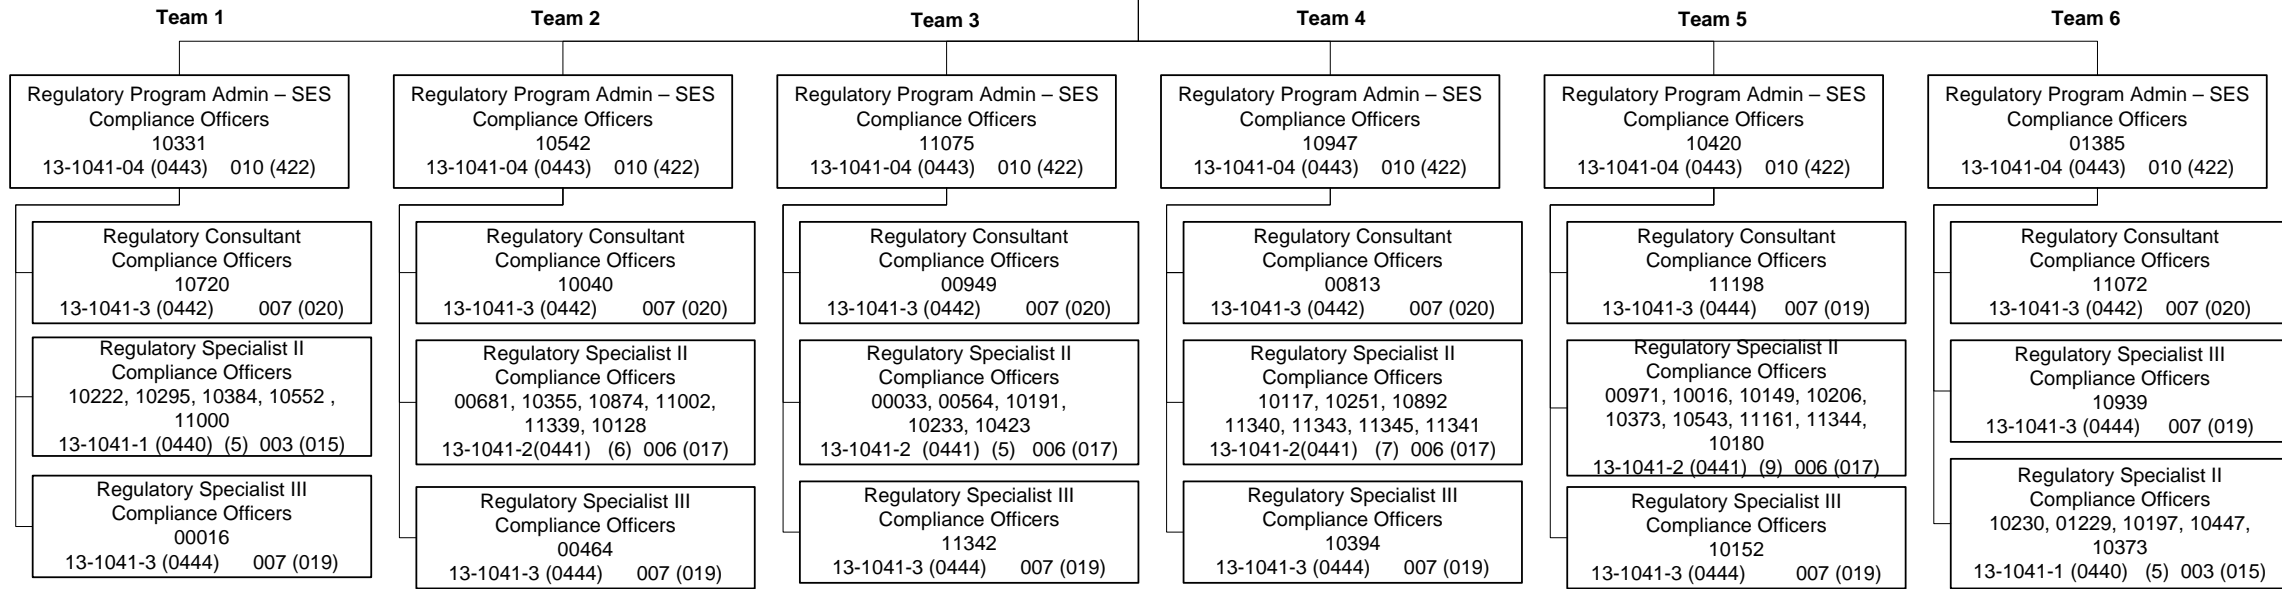 Team 1
Regulatory Program Admin – SES
Compliance Officers
10331
13-1041-04 (0443) 010 (422)
Regulatory Consultant
Compliance Officers
10720
13-1041-3 (0442) 007 (020)
Regulatory Specialist II
Compliance Officers
10222, 10295, 10384, 10552 ,
11000
13-1041-1 (0440) (5) 003 (015)
Regulatory Specialist III
Compliance Officers
00016
13-1041-3 (0444) 007 (019)
Team 2
Regulatory Program Admin – SES
Compliance Officers
10542
13-1041-04 (0443) 010 (422)
Regulatory Consultant
Compliance Officers
10040
13-1041-3 (0442) 007 (020)
Regulatory Specialist II
Compliance Officers
00681, 10355, 10874, 11002,
11339, 10128
13-1041-2(0441) (6) 006 (017)
Regulatory Specialist III
Compliance Officers
00464
13-1041-3 (0444) 007 (019)
Team 3
Regulatory Program Admin – SES
Compliance Officers
11075
13-1041-04 (0443) 010 (422)
Regulatory Consultant
Compliance Officers
00949
13-1041-3 (0442) 007 (020)
Regulatory Specialist II
Compliance Officers
00033, 00564, 10191,
10233, 10423
13-1041-2 (0441) (5) 006 (017)
Regulatory Specialist III
Compliance Officers
11342
13-1041-3 (0444) 007 (019)
Team 4
Regulatory Program Admin – SES
Compliance Officers
10947
13-1041-04 (0443) 010 (422)
Regulatory Consultant
Compliance Officers
00813
13-1041-3 (0442) 007 (020)
Regulatory Specialist II
Compliance Officers
10117, 10251, 10892
11340, 11343, 11345, 11341
13-1041-2(0441) (7) 006 (017)
Regulatory Specialist III
Compliance Officers
10394
13-1041-3 (0444) 007 (019)
Team 5
Regulatory Program Admin – SES
Compliance Officers
10420
13-1041-04 (0443) 010 (422)
Regulatory Consultant
Compliance Officers
11198
13-1041-3 (0444) 007 (019)
Regulatory Specialist II
Compliance Officers
00971, 10016, 10149, 10206,
10373, 10543, 11161, 11344,
10180
13-1041-2 (0441) (9) 006 (017)
Regulatory Specialist III
Compliance Officers
10152
13-1041-3 (0444) 007 (019)
Team 6
Regulatory Program Admin – SES
Compliance Officers
01385
13-1041-04 (0443) 010 (422)
Regulatory Consultant
Compliance Officers
11072
13-1041-3 (0442) 007 (020)
Regulatory Specialist III
Compliance Officers
10939
13-1041-3 (0444) 007 (019)
Regulatory Specialist II
Compliance Officers
10230, 01229, 10197, 10447,
10373
13-1041-1 (0440) (5) 003 (015)